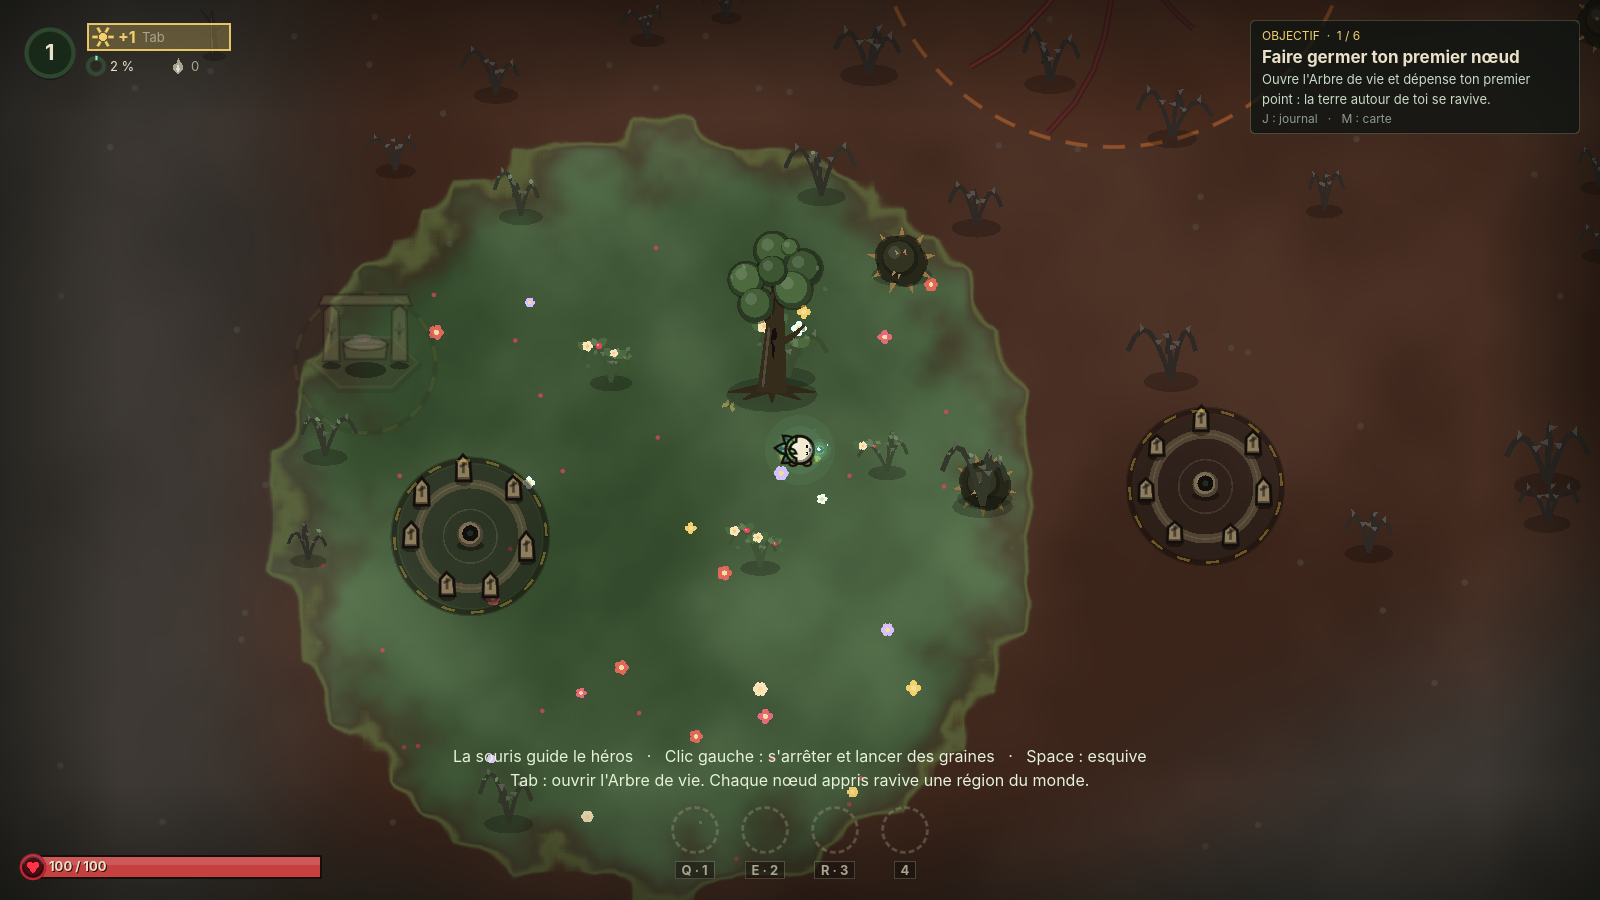 1
+1 Tab
2 %
0
OBJECTIF · 1 / 6
Faire germer ton premier nœud
Ouvre l'Arbre de vie et dépense ton premier
point : la terre autour de toi se ravive.
J : journal · M : carte
La souris guide le héros · Clic gauche : s'arrêter et lancer des graines · Space : esquive
Tab : ouvrir l'Arbre de vie. Chaque nœud appris ravive une région du monde.
100 / 100
Q · 1
E · 2
R · 3
4